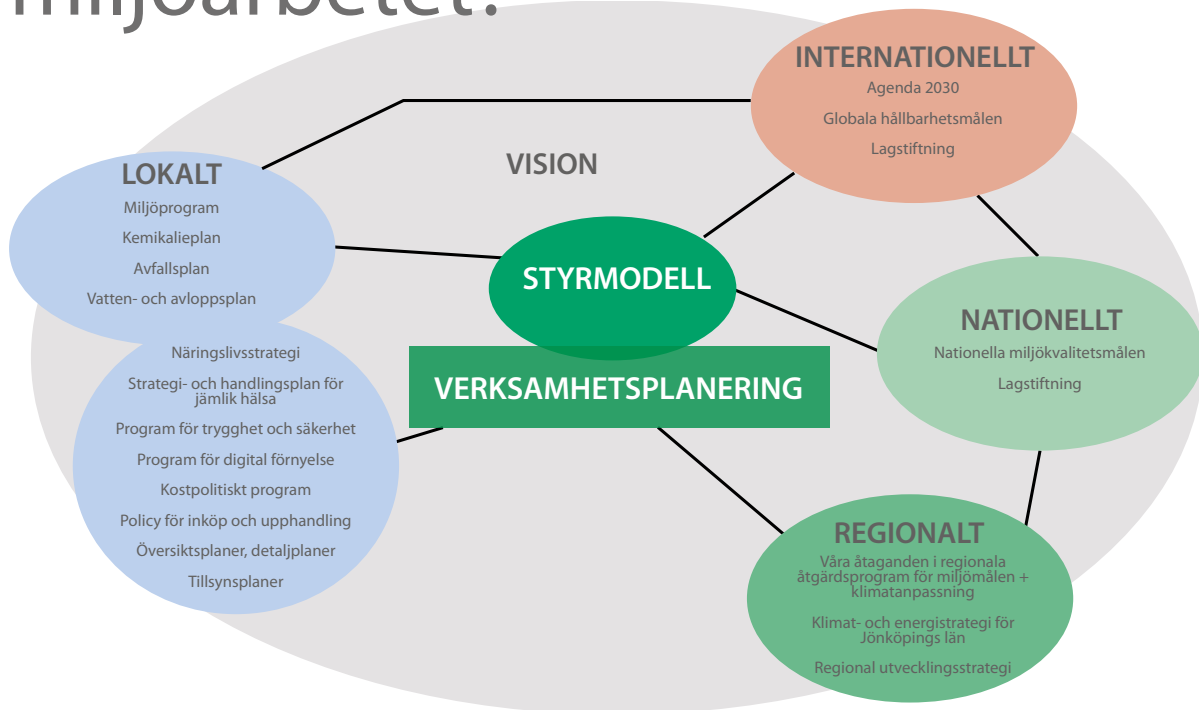 miljöarbetet?
INTERNATIONELLT
Agenda 2030
Globala hållbarhetsmålen
Lagstiftning
VISION
LOKALT
Miljöprogram
Kemikalieplan
Avfallsplan
Vatten- och avloppsplan
Näringslivsstrategi
Strategi- och handlingsplan för
jämlik hälsa
Program för trygghet och säkerhet
Program för digital förnyelse
Kostpolitiskt program
Policy för inköp och upphandling
Översiktsplaner, detaljplaner
Tillsynsplaner
STYRMODELL
VERKSAMHETSPLANERING
NATIONELLT
Nationella miljökvalitetsmålen
Lagstiftning
REGIONALT
Våra åtaganden i regionala
åtgärdsprogram för miljömålen +
klimatanpassning
Klimat- och energistrategi för
Jönköpings län
Regional utvecklingsstrategi